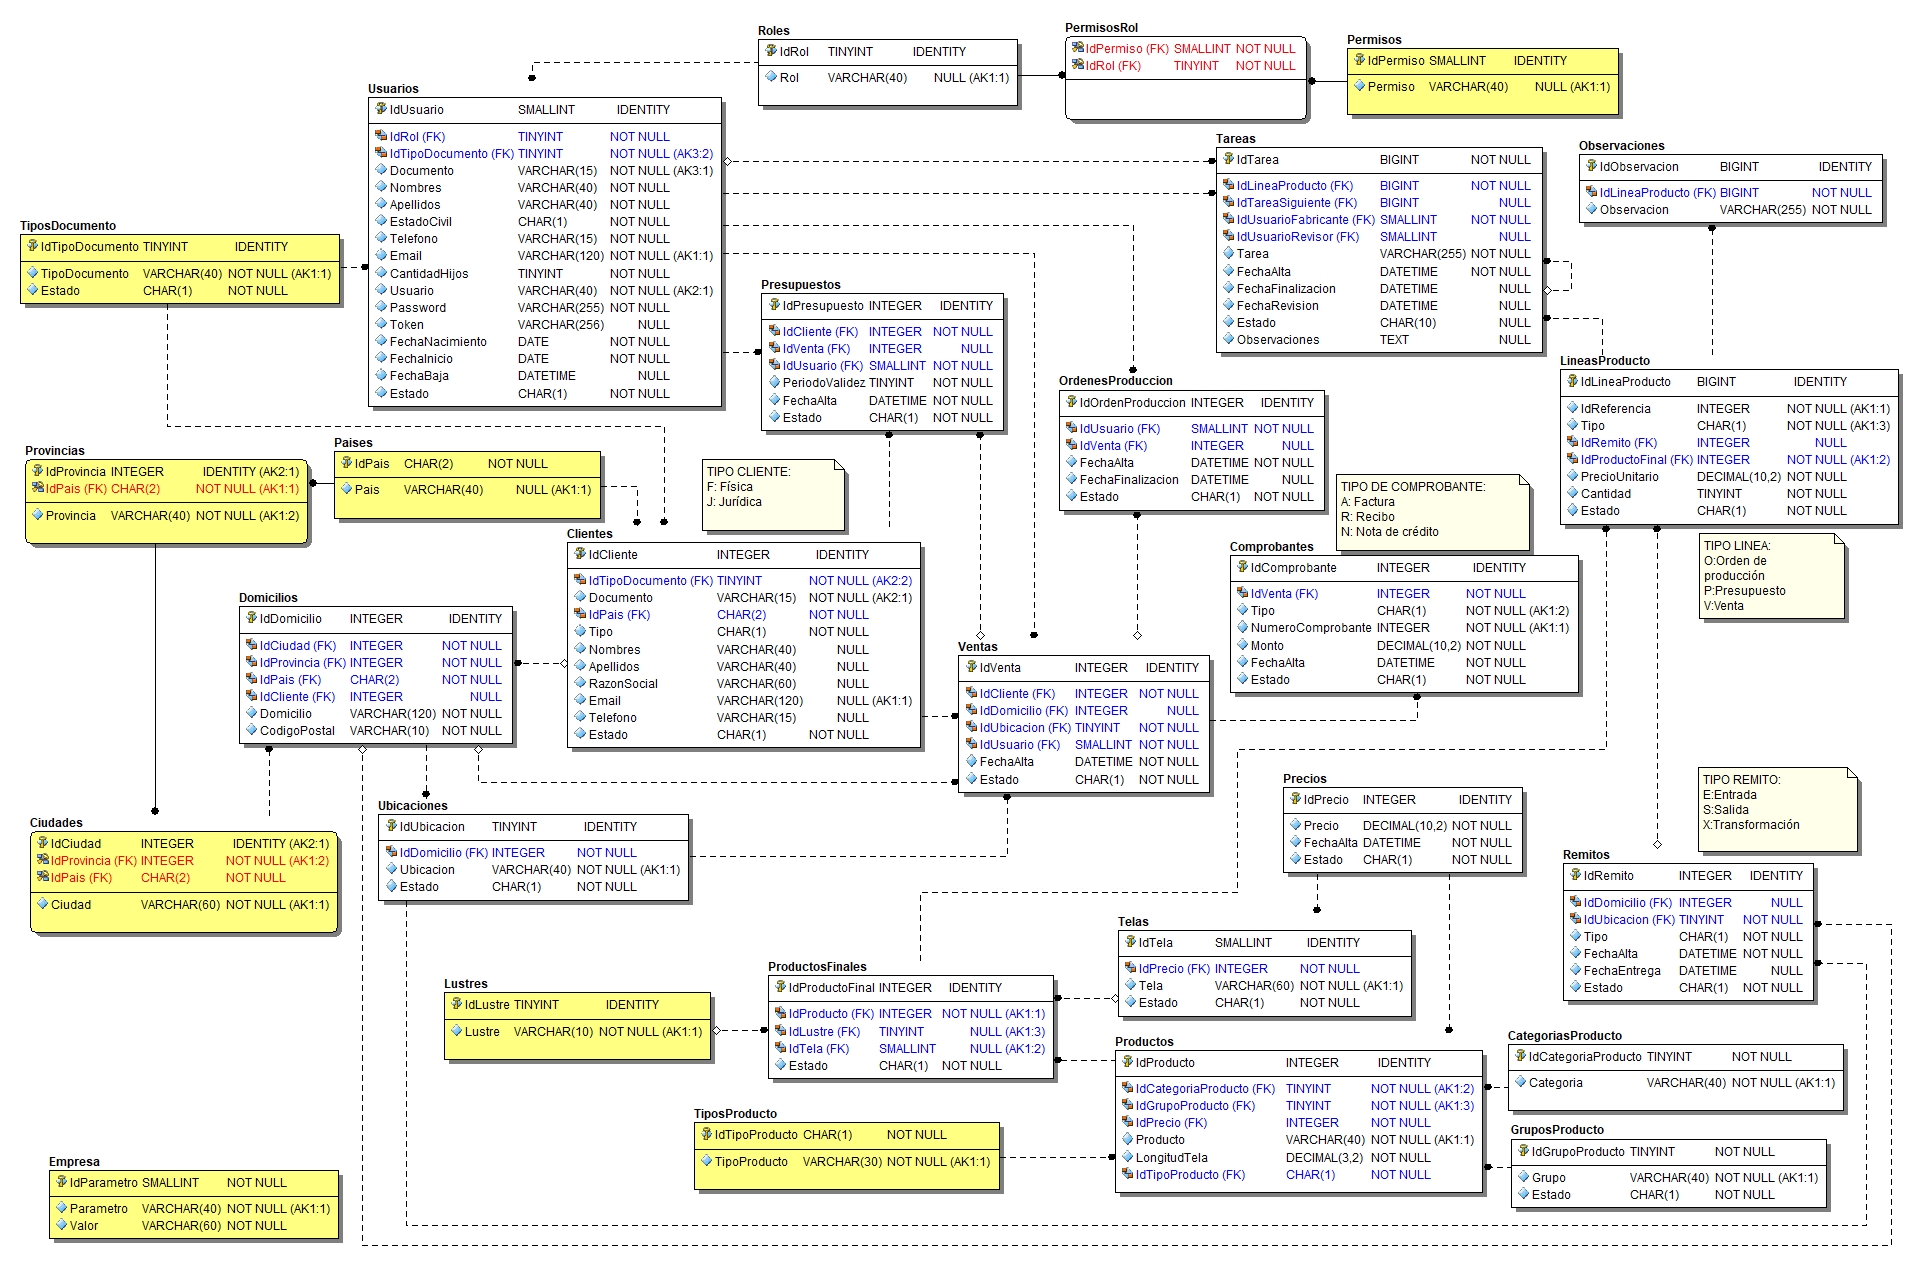 Roles
IdRol TINYINT IDENTITY
Rol VARCHAR(40) NULL (AK1:1)
PermisosRol
IdPermiso (FK) SMALLINT NOT NULL
IdRol (FK) TINYINT NOT NULL
Permisos
IdPermiso SMALLINT IDENTITY
Permiso VARCHAR(40) NULL (AK1:1)
Usuarios
IdUsuario SMALLINT IDENTITY
IdRol (FK) TINYINT NOT NULL
IdTipoDocumento (FK) TINYINT NOT NULL (AK3:2)
Documento VARCHAR(15) NOT NULL (AK3:1)
Nombres VARCHAR(40) NOT NULL
Apellidos VARCHAR(40) NOT NULL
EstadoCivil CHAR(1) NOT NULL
Telefono VARCHAR(15) NOT NULL
Email VARCHAR(120) NOT NULL (AK1:1)
CantidadHijos TINYINT NOT NULL
Usuario VARCHAR(40) NOT NULL (AK2:1)
Password VARCHAR(255) NOT NULL
Token VARCHAR(256) NULL
FechaNacimiento DATE NOT NULL
FechaInicio DATE NOT NULL
FechaBaja DATETIME NULL
Estado CHAR(1) NOT NULL
Tareas
IdTarea BIGINT NOT NULL
IdLineaProducto (FK) BIGINT NOT NULL
IdTareaSiguiente (FK) BIGINT NULL
IdUsuarioFabricante (FK) SMALLINT NOT NULL
IdUsuarioRevisor (FK) SMALLINT NULL
Tarea VARCHAR(255) NOT NULL
FechaAlta DATETIME NOT NULL
FechaFinalizacion DATETIME NULL
FechaRevision DATETIME NULL
Estado CHAR(10) NULL
Observaciones TEXT NULL
Observaciones
IdObservacion BIGINT IDENTITY
IdLineaProducto (FK) BIGINT NOT NULL
Observacion VARCHAR(255) NOT NULL
TiposDocumento
IdTipoDocumento TINYINT IDENTITY
TipoDocumento VARCHAR(40) NOT NULL (AK1:1)
Estado CHAR(1) NOT NULL
Presupuestos
IdPresupuesto INTEGER IDENTITY
IdCliente (FK) INTEGER NOT NULL
IdVenta (FK) INTEGER NULL
IdUsuario (FK) SMALLINT NOT NULL
PeriodoValidez TINYINT NOT NULL
FechaAlta DATETIME NOT NULL
Estado CHAR(1) NOT NULL
OrdenesProduccion
IdOrdenProduccion INTEGER IDENTITY
IdUsuario (FK) SMALLINT NOT NULL
IdVenta (FK) INTEGER NULL
FechaAlta DATETIME NOT NULL
FechaFinalizacion DATETIME NULL
Estado CHAR(1) NOT NULL
LineasProducto
IdLineaProducto BIGINT IDENTITY
IdReferencia INTEGER NOT NULL (AK1:1)
Tipo CHAR(1) NOT NULL (AK1:3)
IdRemito (FK) INTEGER NULL
IdProductoFinal (FK) INTEGER NOT NULL (AK1:2)
PrecioUnitario DECIMAL(10,2) NOT NULL
Cantidad TINYINT NOT NULL
Estado CHAR(1) NOT NULL
Provincias
IdProvincia INTEGER IDENTITY (AK2:1)
IdPais (FK) CHAR(2) NOT NULL (AK1:1)
Provincia VARCHAR(40) NOT NULL (AK1:2)
Paises
IdPais CHAR(2) NOT NULL
Pais VARCHAR(40) NULL (AK1:1)
TIPO CLIENTE:
F: Física
J: Jurídica
TIPO DE COMPROBANTE:
A: Factura
R: Recibo
N: Nota de crédito
TIPO LINEA:
O:Orden de
producción
P:Presupuesto
V:Venta
Clientes
IdCliente INTEGER IDENTITY
IdTipoDocumento (FK) TINYINT NOT NULL (AK2:2)
Documento VARCHAR(15) NOT NULL (AK2:1)
IdPais (FK) CHAR(2) NOT NULL
Tipo CHAR(1) NOT NULL
Nombres VARCHAR(40) NULL
Apellidos VARCHAR(40) NULL
RazonSocial VARCHAR(60) NULL
Email VARCHAR(120) NULL (AK1:1)
Telefono VARCHAR(15) NULL
Estado CHAR(1) NOT NULL
Comprobantes
IdComprobante INTEGER IDENTITY
IdVenta (FK) INTEGER NOT NULL
Tipo CHAR(1) NOT NULL (AK1:2)
NumeroComprobante INTEGER NOT NULL (AK1:1)
Monto DECIMAL(10,2) NOT NULL
FechaAlta DATETIME NOT NULL
Estado CHAR(1) NOT NULL
Domicilios
IdDomicilio INTEGER IDENTITY
IdCiudad (FK) INTEGER NOT NULL
IdProvincia (FK) INTEGER NOT NULL
IdPais (FK) CHAR(2) NOT NULL
IdCliente (FK) INTEGER NULL
Domicilio VARCHAR(120) NOT NULL
CodigoPostal VARCHAR(10) NOT NULL
Ventas
IdVenta INTEGER IDENTITY
IdCliente (FK) INTEGER NOT NULL
IdDomicilio (FK) INTEGER NULL
IdUbicacion (FK) TINYINT NOT NULL
IdUsuario (FK) SMALLINT NOT NULL
FechaAlta DATETIME NOT NULL
Estado CHAR(1) NOT NULL
Ciudades
IdCiudad INTEGER IDENTITY (AK2:1)
IdProvincia (FK) INTEGER NOT NULL (AK1:2)
IdPais (FK) CHAR(2) NOT NULL
Ciudad VARCHAR(60) NOT NULL (AK1:1)
Ubicaciones
IdUbicacion TINYINT IDENTITY
IdDomicilio (FK) INTEGER NOT NULL
Ubicacion VARCHAR(40) NOT NULL (AK1:1)
Estado CHAR(1) NOT NULL
Precios
IdPrecio INTEGER IDENTITY
Precio DECIMAL(10,2) NOT NULL
FechaAlta DATETIME NOT NULL
Estado CHAR(1) NOT NULL
TIPO REMITO:
E:Entrada
S:Salida
X:Transformación
Remitos
IdRemito INTEGER IDENTITY
IdDomicilio (FK) INTEGER NULL
IdUbicacion (FK) TINYINT NOT NULL
Tipo CHAR(1) NOT NULL
FechaAlta DATETIME NOT NULL
FechaEntrega DATETIME NULL
Estado CHAR(1) NOT NULL
Telas
IdTela SMALLINT IDENTITY
IdPrecio (FK) INTEGER NOT NULL
Tela VARCHAR(60) NOT NULL (AK1:1)
Estado CHAR(1) NOT NULL
ProductosFinales
IdProductoFinal INTEGER IDENTITY
IdProducto (FK) INTEGER NOT NULL (AK1:1)
IdLustre (FK) TINYINT NULL (AK1:3)
IdTela (FK) SMALLINT NULL (AK1:2)
Estado CHAR(1) NOT NULL
Lustres
IdLustre TINYINT IDENTITY
Lustre VARCHAR(10) NOT NULL (AK1:1)
Productos
IdProducto INTEGER IDENTITY
IdCategoriaProducto (FK) TINYINT NOT NULL (AK1:2)
IdGrupoProducto (FK) TINYINT NOT NULL (AK1:3)
IdPrecio (FK) INTEGER NOT NULL
Producto VARCHAR(40) NOT NULL (AK1:1)
LongitudTela DECIMAL(3,2) NOT NULL
IdTipoProducto (FK) CHAR(1) NOT NULL
CategoriasProducto
IdCategoriaProducto TINYINT NOT NULL
Categoria VARCHAR(40) NOT NULL (AK1:1)
TiposProducto
IdTipoProducto CHAR(1) NOT NULL
TipoProducto VARCHAR(30) NOT NULL (AK1:1)
GruposProducto
IdGrupoProducto TINYINT NOT NULL
Grupo VARCHAR(40) NOT NULL (AK1:1)
Estado CHAR(1) NOT NULL
Empresa
IdParametro SMALLINT NOT NULL
Parametro VARCHAR(40) NOT NULL (AK1:1)
Valor VARCHAR(60) NOT NULL